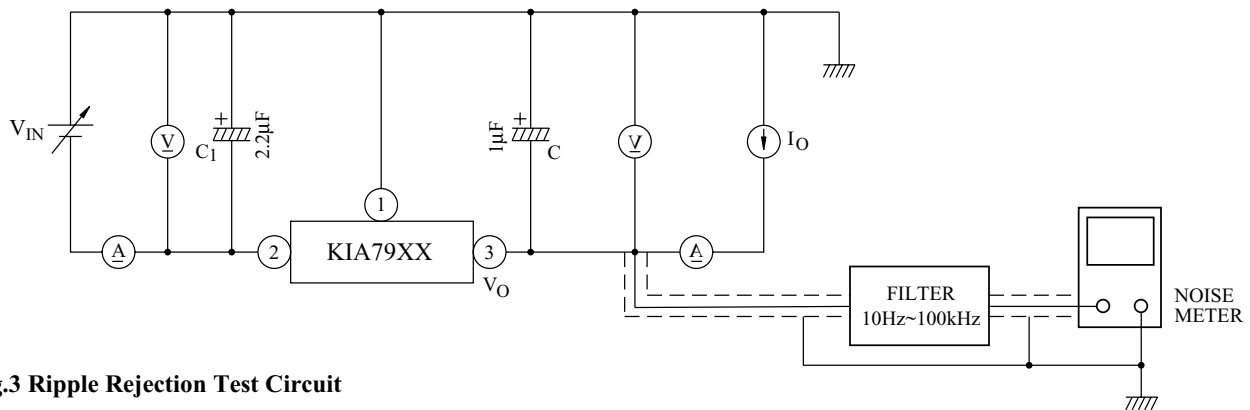 V_IN
V
C_1
+
2.2μF
1
1μF
+
C
V
I_O
A
2
KIA79XX
3
V_O
A
FILTER
10Hz~100kHz
NOISE
METER
g.3 Ripple Rejection Test Circuit